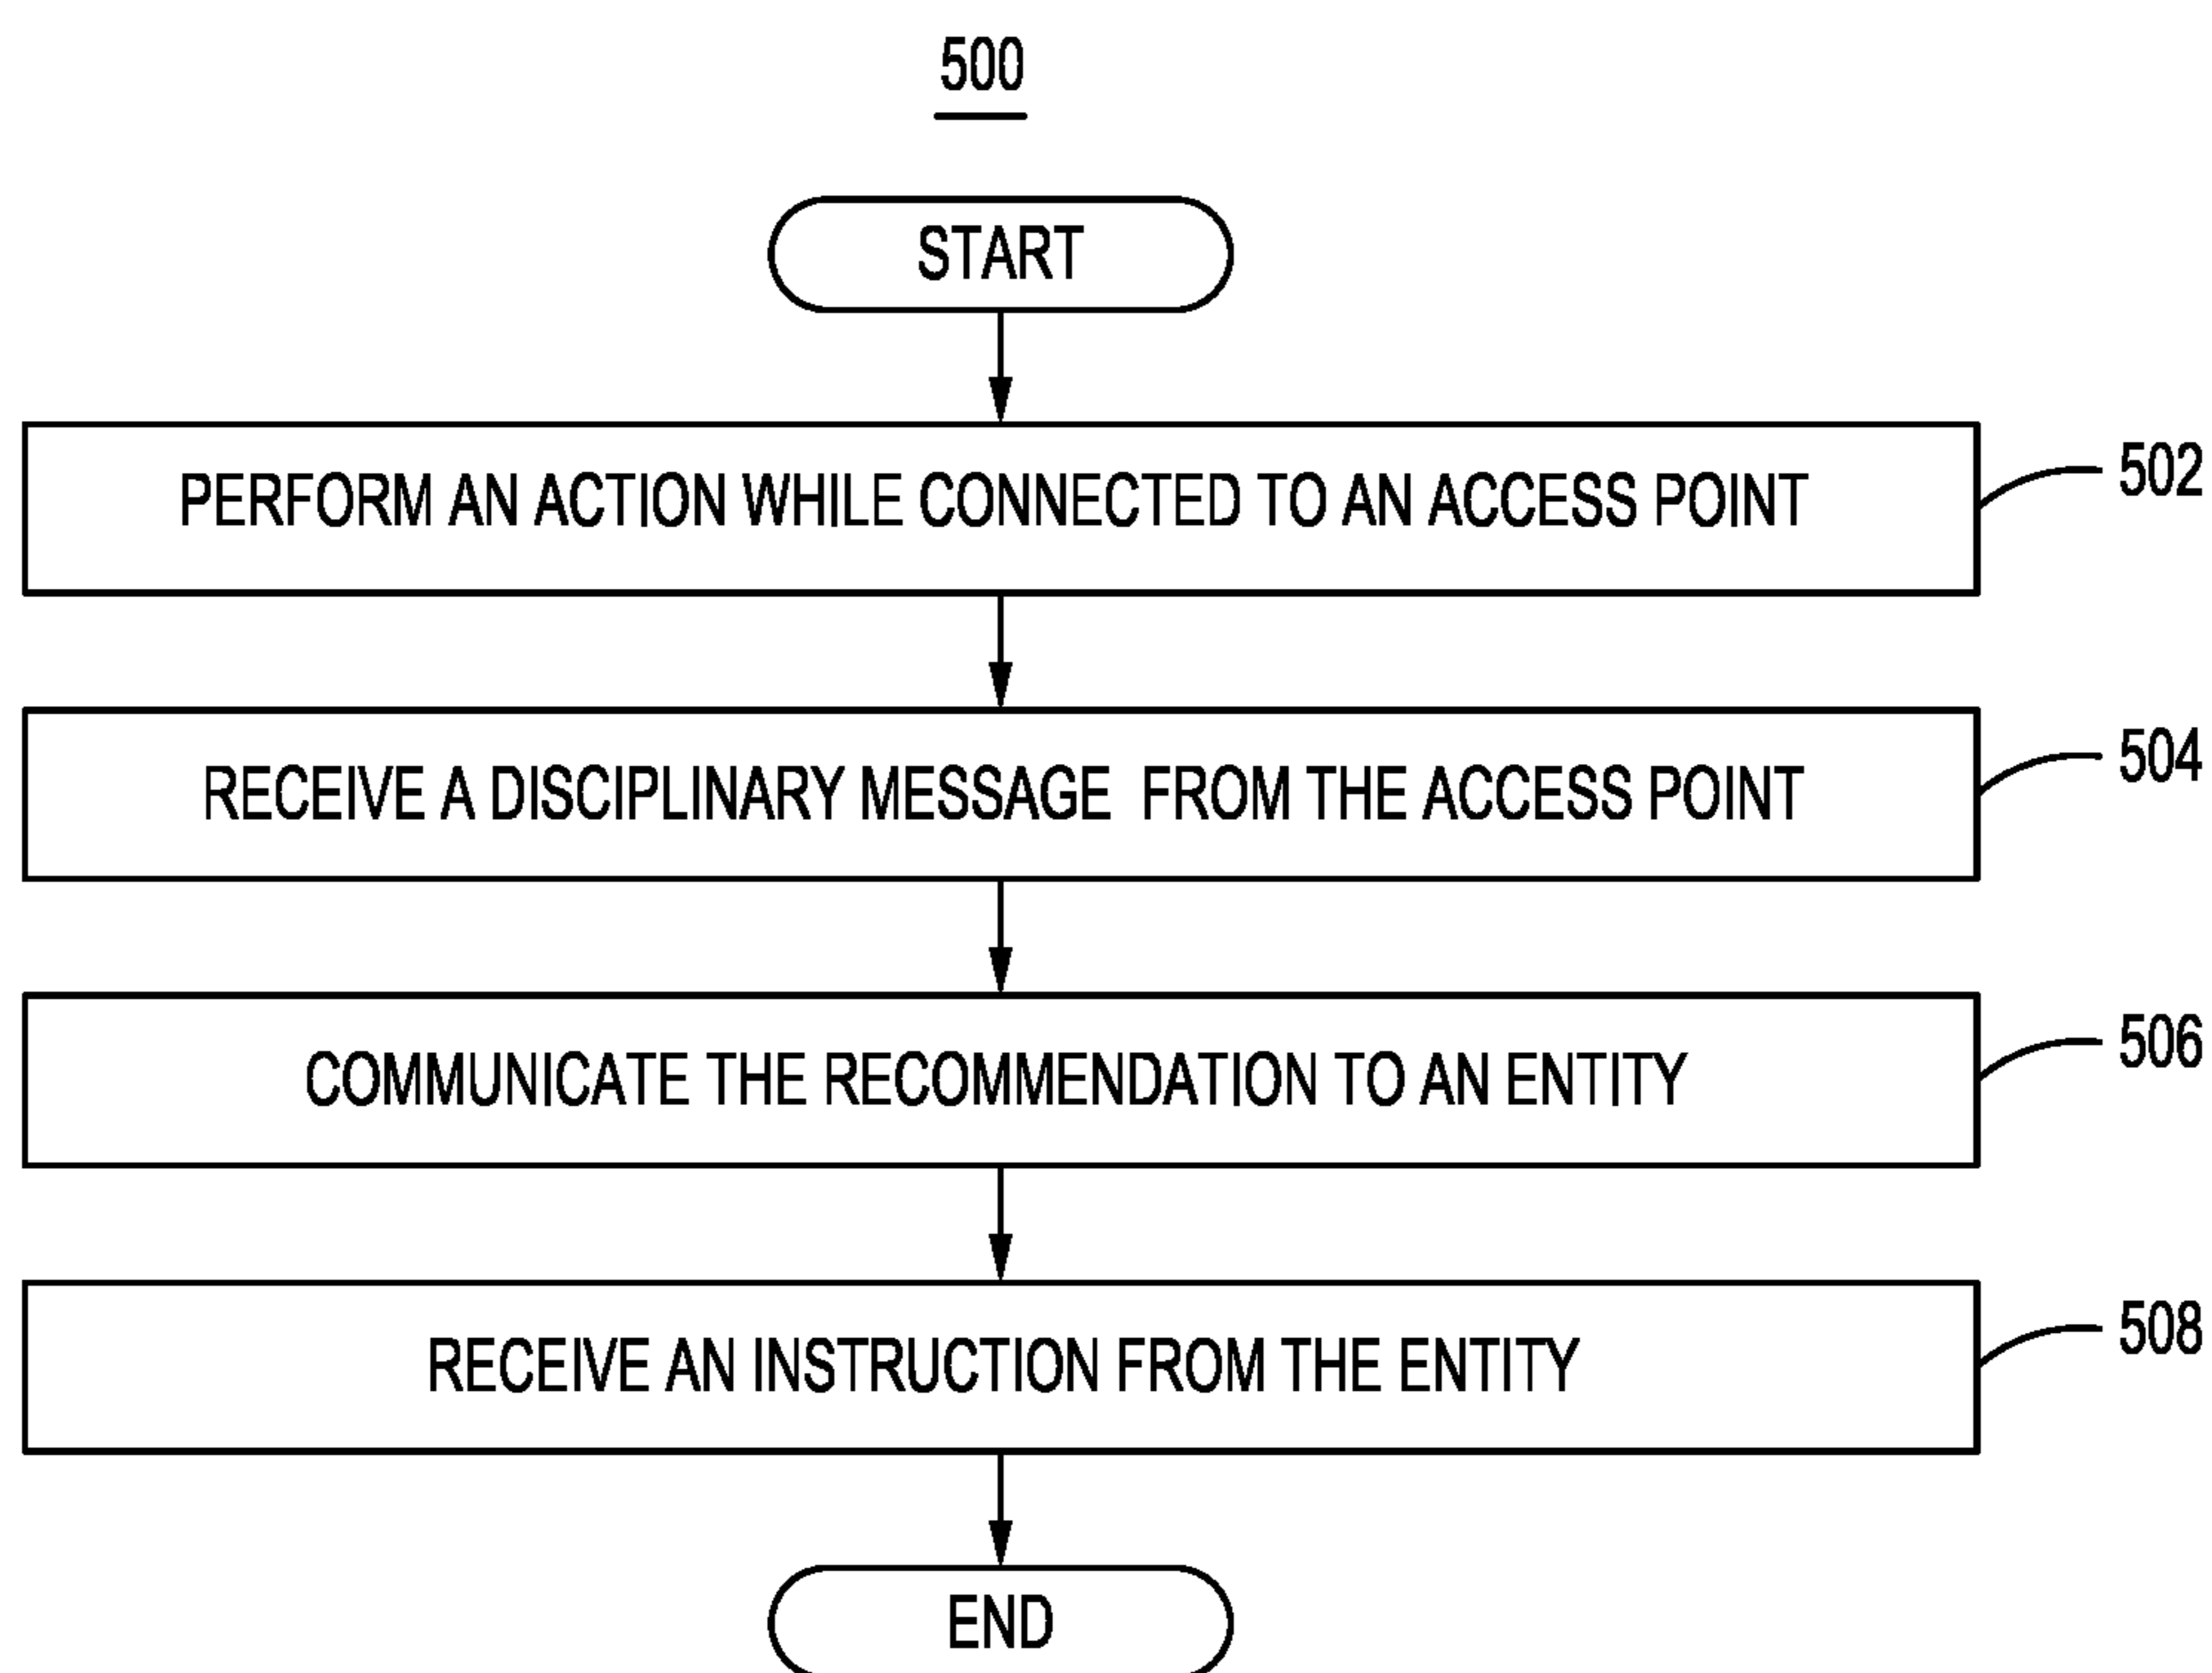 500
START
PERFORM AN ACTION WHILE CONNECTED TO AN ACCESS POINT
502
RECEIVE A DISCIPLINARY MESSAGE FROM THE ACCESS POINT
504
COMMUNICATE THE RECOMMENDATION TO AN ENTITY
506
RECEIVE AN INSTRUCTION FROM THE ENTITY
508
END